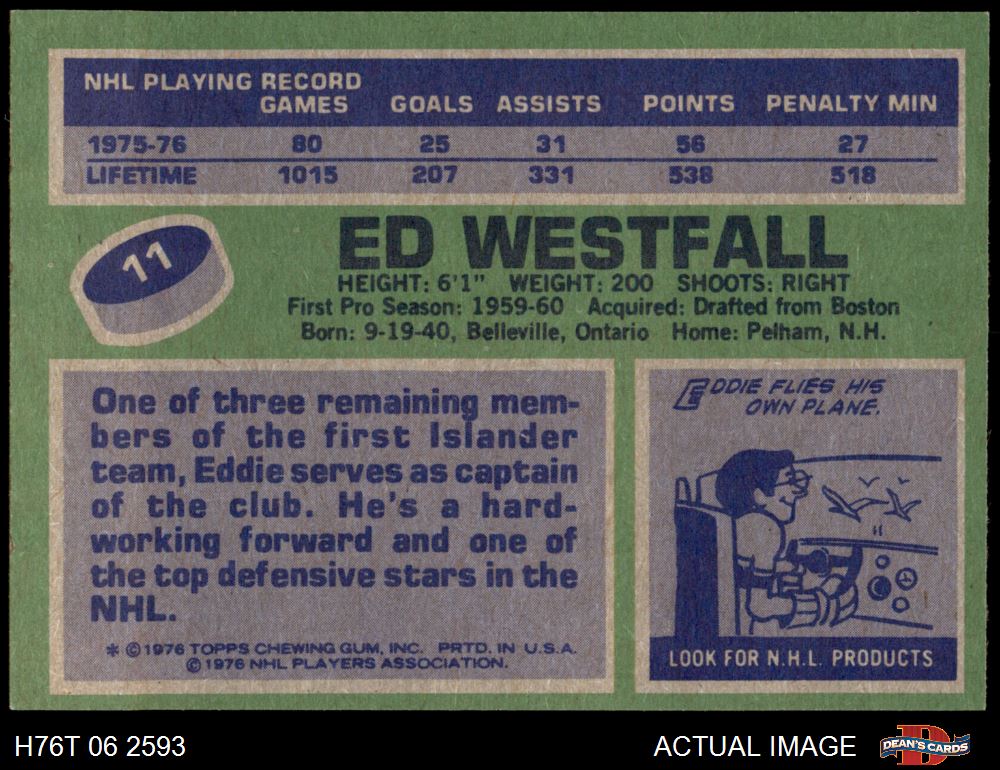 NHL PLAYING RECORD
GAMES GOALS ASSISTS POINTS PENALTY MIN
1975-76 80 25 31 56 27
LIFETIME 1015 207 331 538 518
11
ED WESTFALL
HEIGHT: 6'1" WEIGHT: 200 SHOOTS: RIGHT
First Pro Season: 1959-60 Acquired: Drafted from Boston
Born: 9-19-40, Belleville, Ontario Home: Pelham, N.H.
One of three remaining mem-
bers of the first Islander
team, Eddie serves as captain
of the club. He's a hard-
working forward and one of
the top defensive stars in the
NHL.
* © 1976 TOPPS CHEWING GUM, INC. PRTD. IN U.S.A.
© 1976 NHL PLAYERS ASSOCIATION.
EDDIE FLIES HIS
OWN PLANE.
LOOK FOR N.H.L. PRODUCTS
H76T 06 2593 ACTUAL IMAGE DEAN'S CARDS